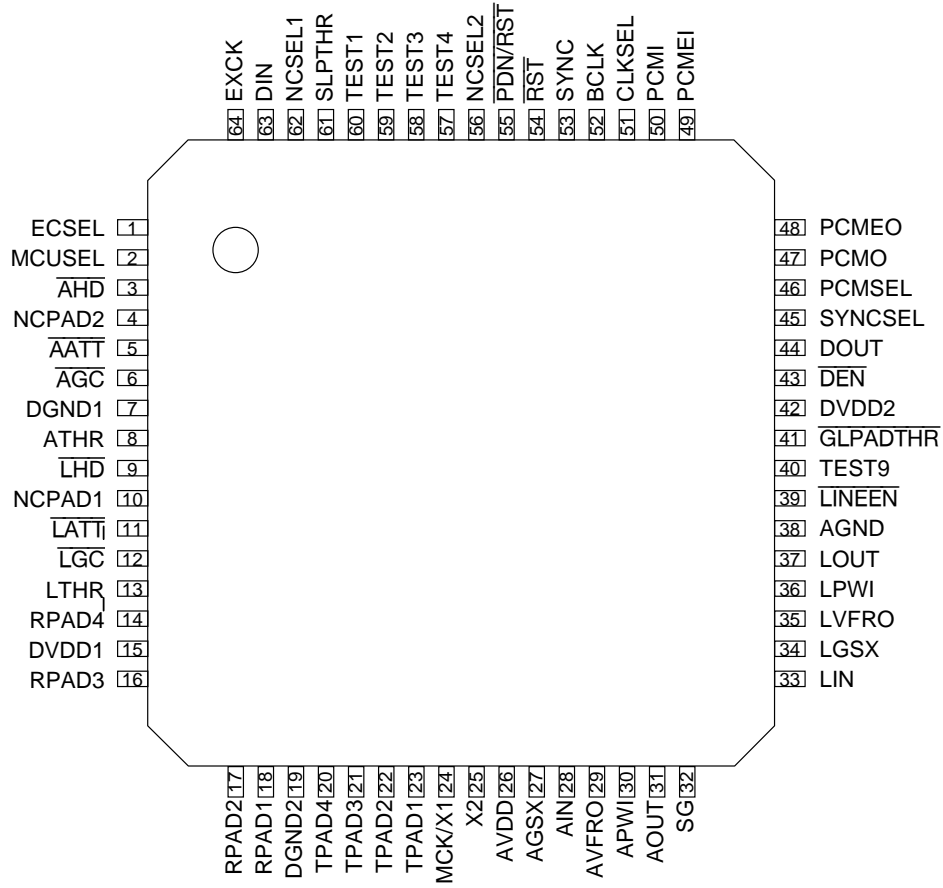 EXCK DIN NCSEL1 SLPTHR TEST1 TEST2 TEST3 TEST4 NCSEL2 PDN/RST RST SYNC BCLK CLKSEL PCMI PCMEI
64 63 62 61 60 59 58 57 56 55 54 53 52 51 50 49
ECSEL 1
MCUSEL 2
AHD 3
NCPAD2 4
AATT 5
AGC 6
DGND1 7
ATHR 8
LHD 9
NCPAD1 10
LATT 11
LGC 12
LTHR 13
RPAD4 14
DVDD1 15
RPAD3 16
48 PCMEO
47 PCMO
46 PCMSEL
45 SYNCSEL
44 DOUT
43 DEN
42 DVDD2
41 GLPADTHR
40 TEST9
39 LINEEN
38 AGND
37 LOUT
36 LPWI
35 LVFRO
34 LGSX
33 LIN
17 18 19 20 21 22 23 24 25 26 27 28 29 30 31 32
RPAD2 RPAD1 DGND2 TPAD4 TPAD3 TPAD2 TPAD1 MCK/X1 X2 AVDD AGSX AIN AVFRO APWI AOUT SG